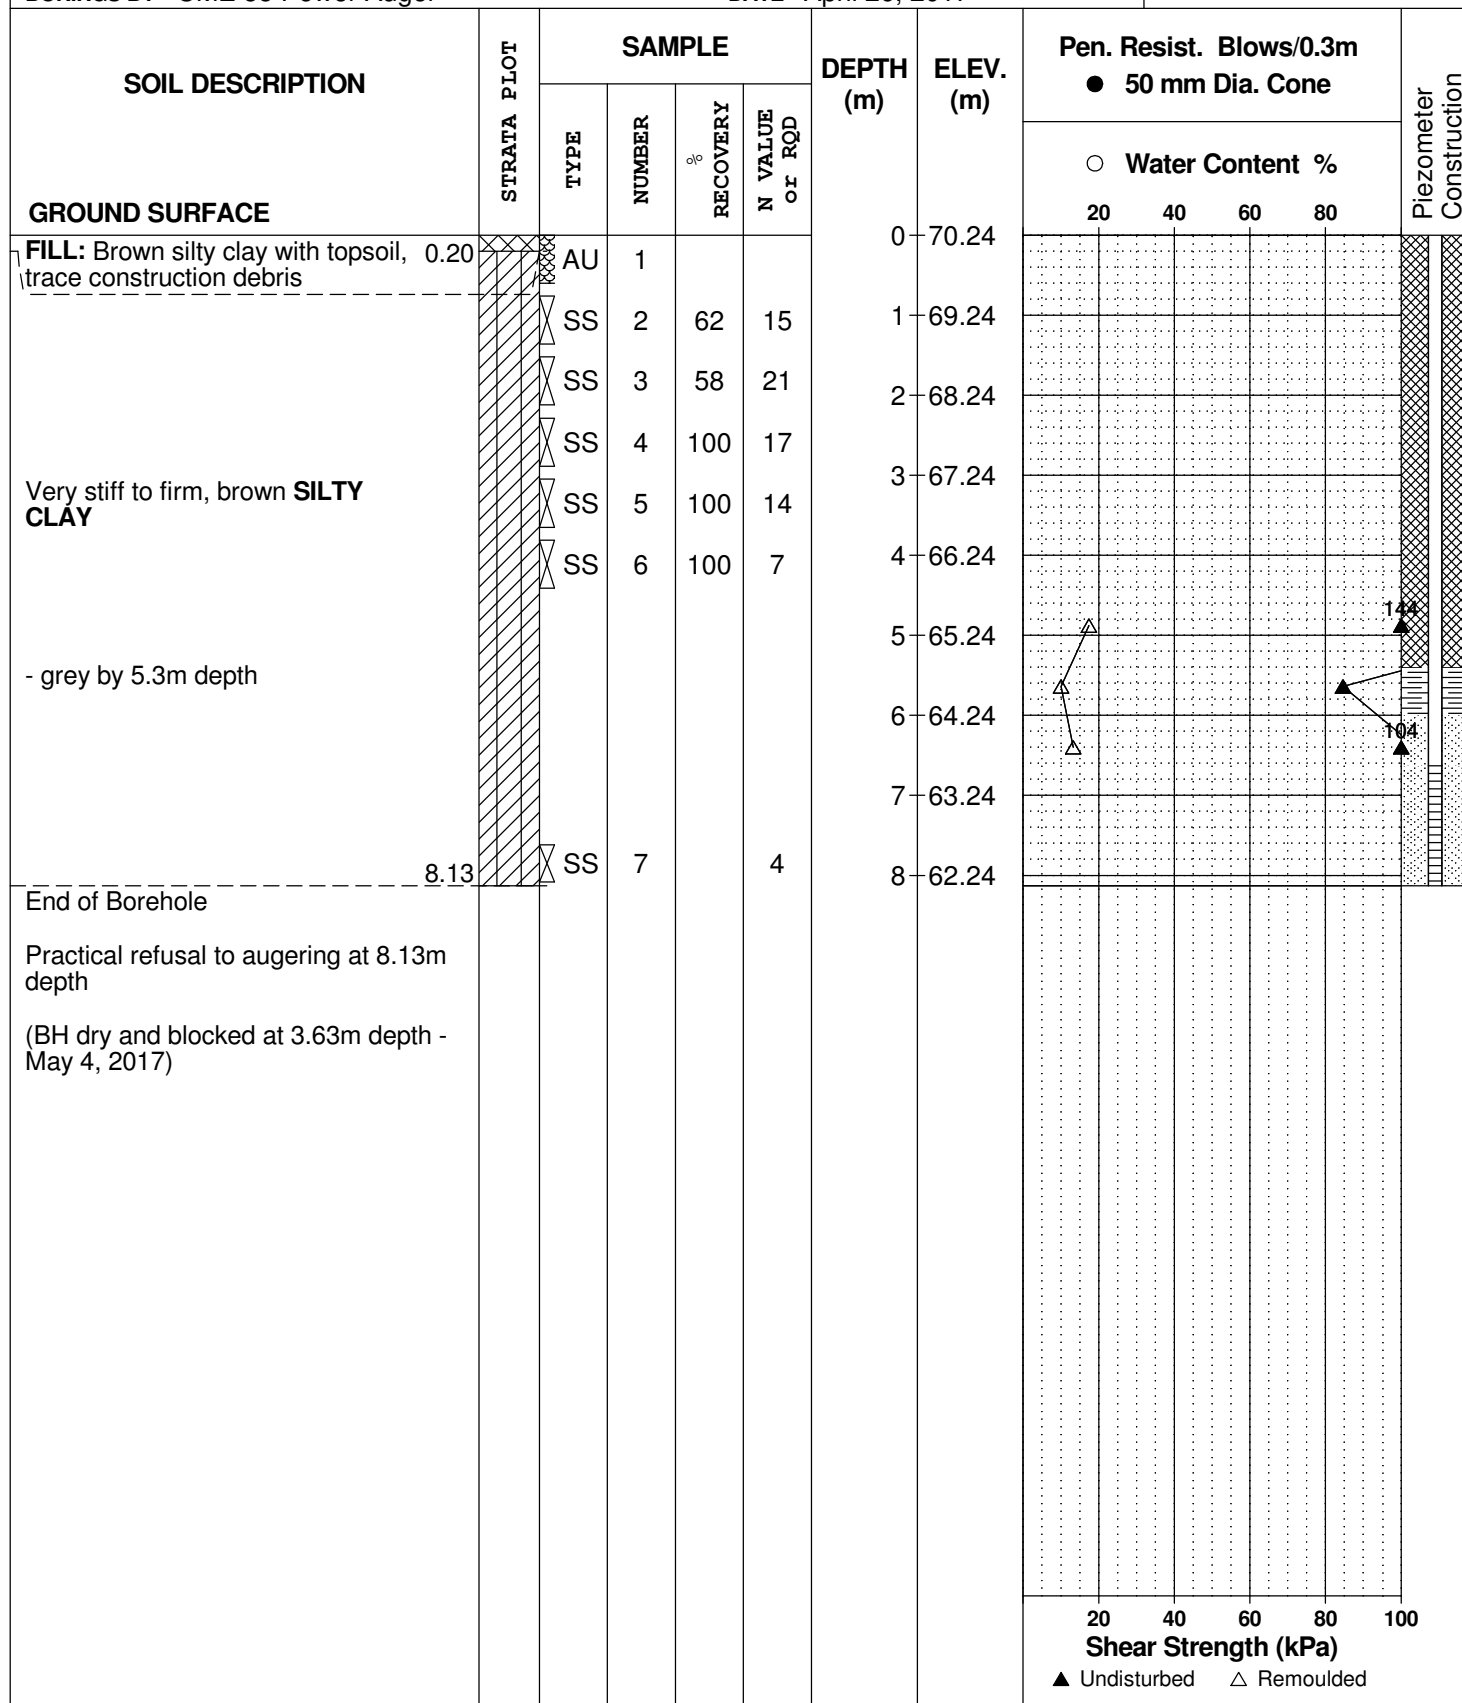 SOIL DESCRIPTION
GROUND SURFACE
STRATA PLOT
SAMPLE
TYPE
NUMBER
% RECOVERY
N VALUE or RQD
DEPTH (m)
ELEV. (m)
Pen. Resist. Blows/0.3m
● 50 mm Dia. Cone
○ Water Content %
20 40 60 80
Piezometer Construction
FILL: Brown silty clay with topsoil, 0.20
trace construction debris
AU 1
0 70.24
SS 2 62 15
1 69.24
SS 3 58 21
2 68.24
SS 4 100 17
3 67.24
Very stiff to firm, brown SILTY
CLAY
SS 5 100 14
SS 6 100 7
4 66.24
144
5 65.24
- grey by 5.3m depth
6 64.24
104
7 63.24
8.13
SS 7 4
8 62.24
End of Borehole
Practical refusal to augering at 8.13m
depth
(BH dry and blocked at 3.63m depth -
May 4, 2017)
20 40 60 80 100
Shear Strength (kPa)
▲ Undisturbed △ Remoulded